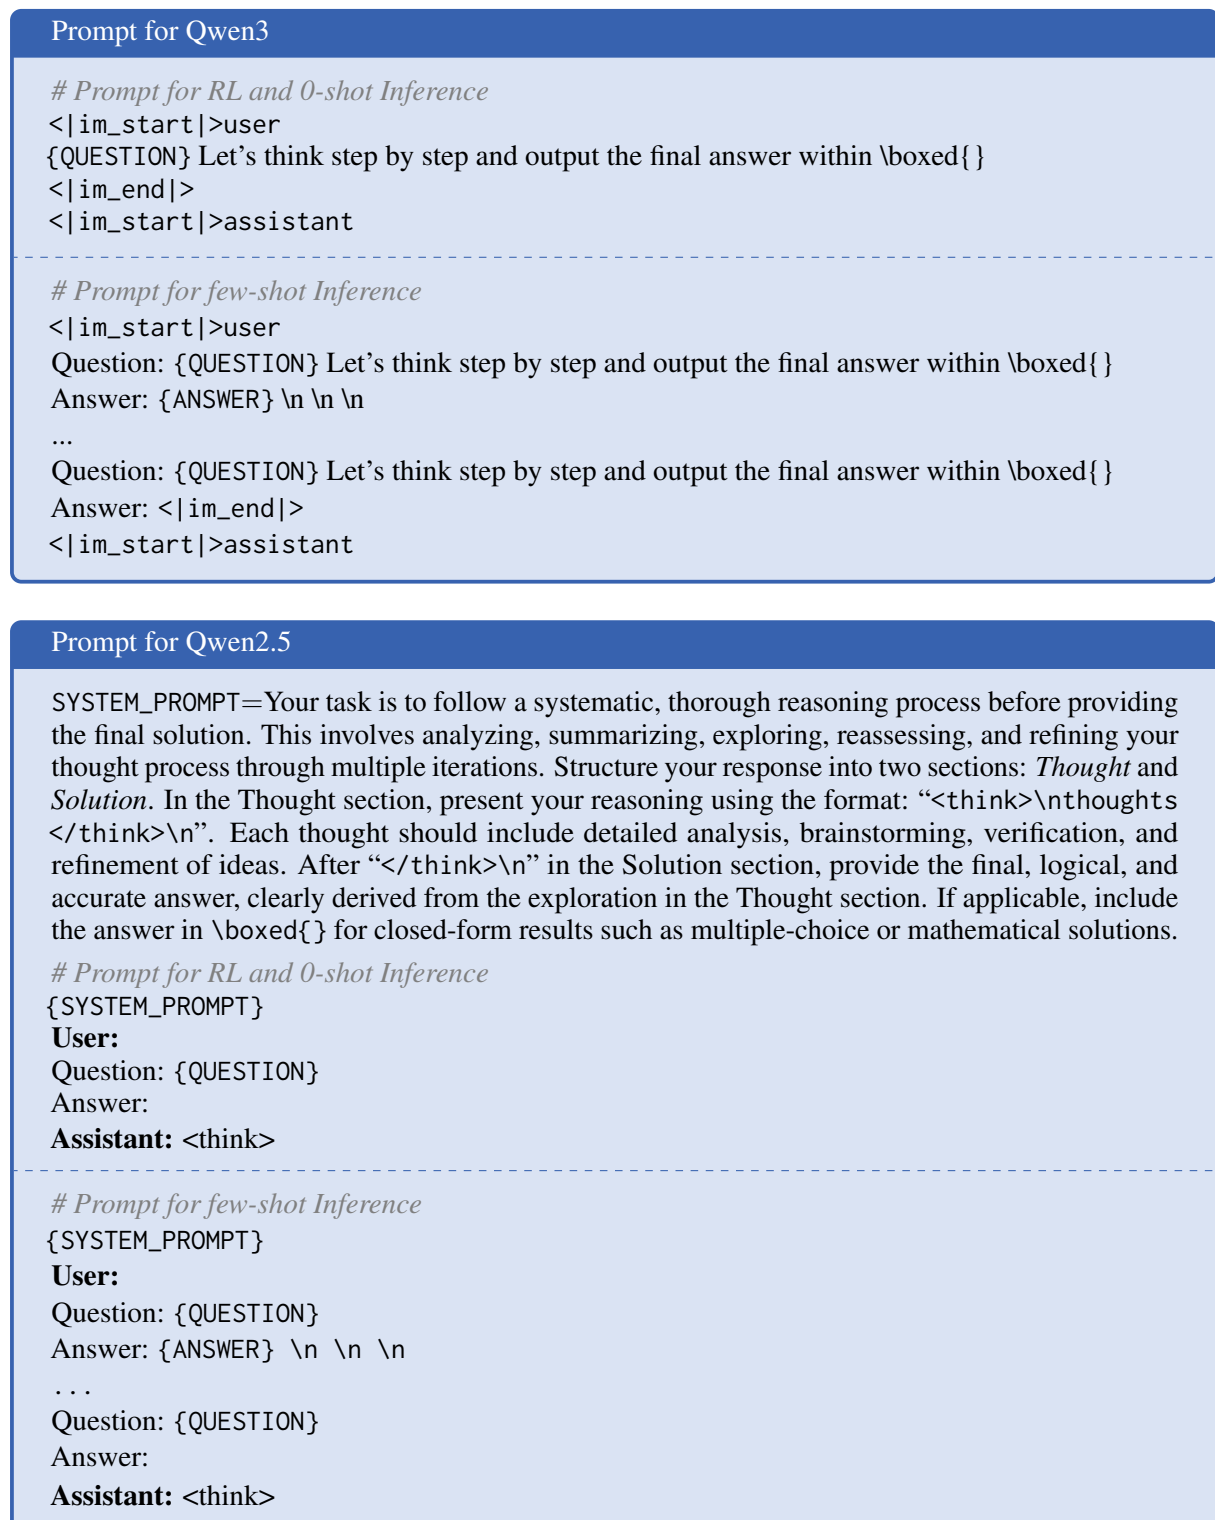 Prompt for Qwen3
# Prompt for RL and 0-shot Inference
<|im_start|>user
{QUESTION} Let's think step by step and output the final answer within \boxed{}
<|im_end|>
<|im_start|>assistant
# Prompt for few-shot Inference
<|im_start|>user
Question: {QUESTION} Let's think step by step and output the final answer within \boxed{}
Answer: {ANSWER} \n \n \n
...
Question: {QUESTION} Let's think step by step and output the final answer within \boxed{}
Answer: <|im_end|>
<|im_start|>assistant
Prompt for Qwen2.5
SYSTEM_PROMPT=Your task is to follow a systematic, thorough reasoning process before providing
the final solution. This involves analyzing, summarizing, exploring, reassessing, and refining your
thought process through multiple iterations. Structure your response into two sections: Thought and
Solution. In the Thought section, present your reasoning using the format: “<think>\nthoughts
</think>\n”. Each thought should include detailed analysis, brainstorming, verification, and
refinement of ideas. After “</think>\n” in the Solution section, provide the final, logical, and
accurate answer, clearly derived from the exploration in the Thought section. If applicable, include
the answer in \boxed{} for closed-form results such as multiple-choice or mathematical solutions.
# Prompt for RL and 0-shot Inference
{SYSTEM_PROMPT}
User:
Question: {QUESTION}
Answer:
Assistant: <think>
# Prompt for few-shot Inference
{SYSTEM_PROMPT}
User:
Question: {QUESTION}
Answer: {ANSWER} \n \n \n
...
Question: {QUESTION}
Answer:
Assistant: <think>